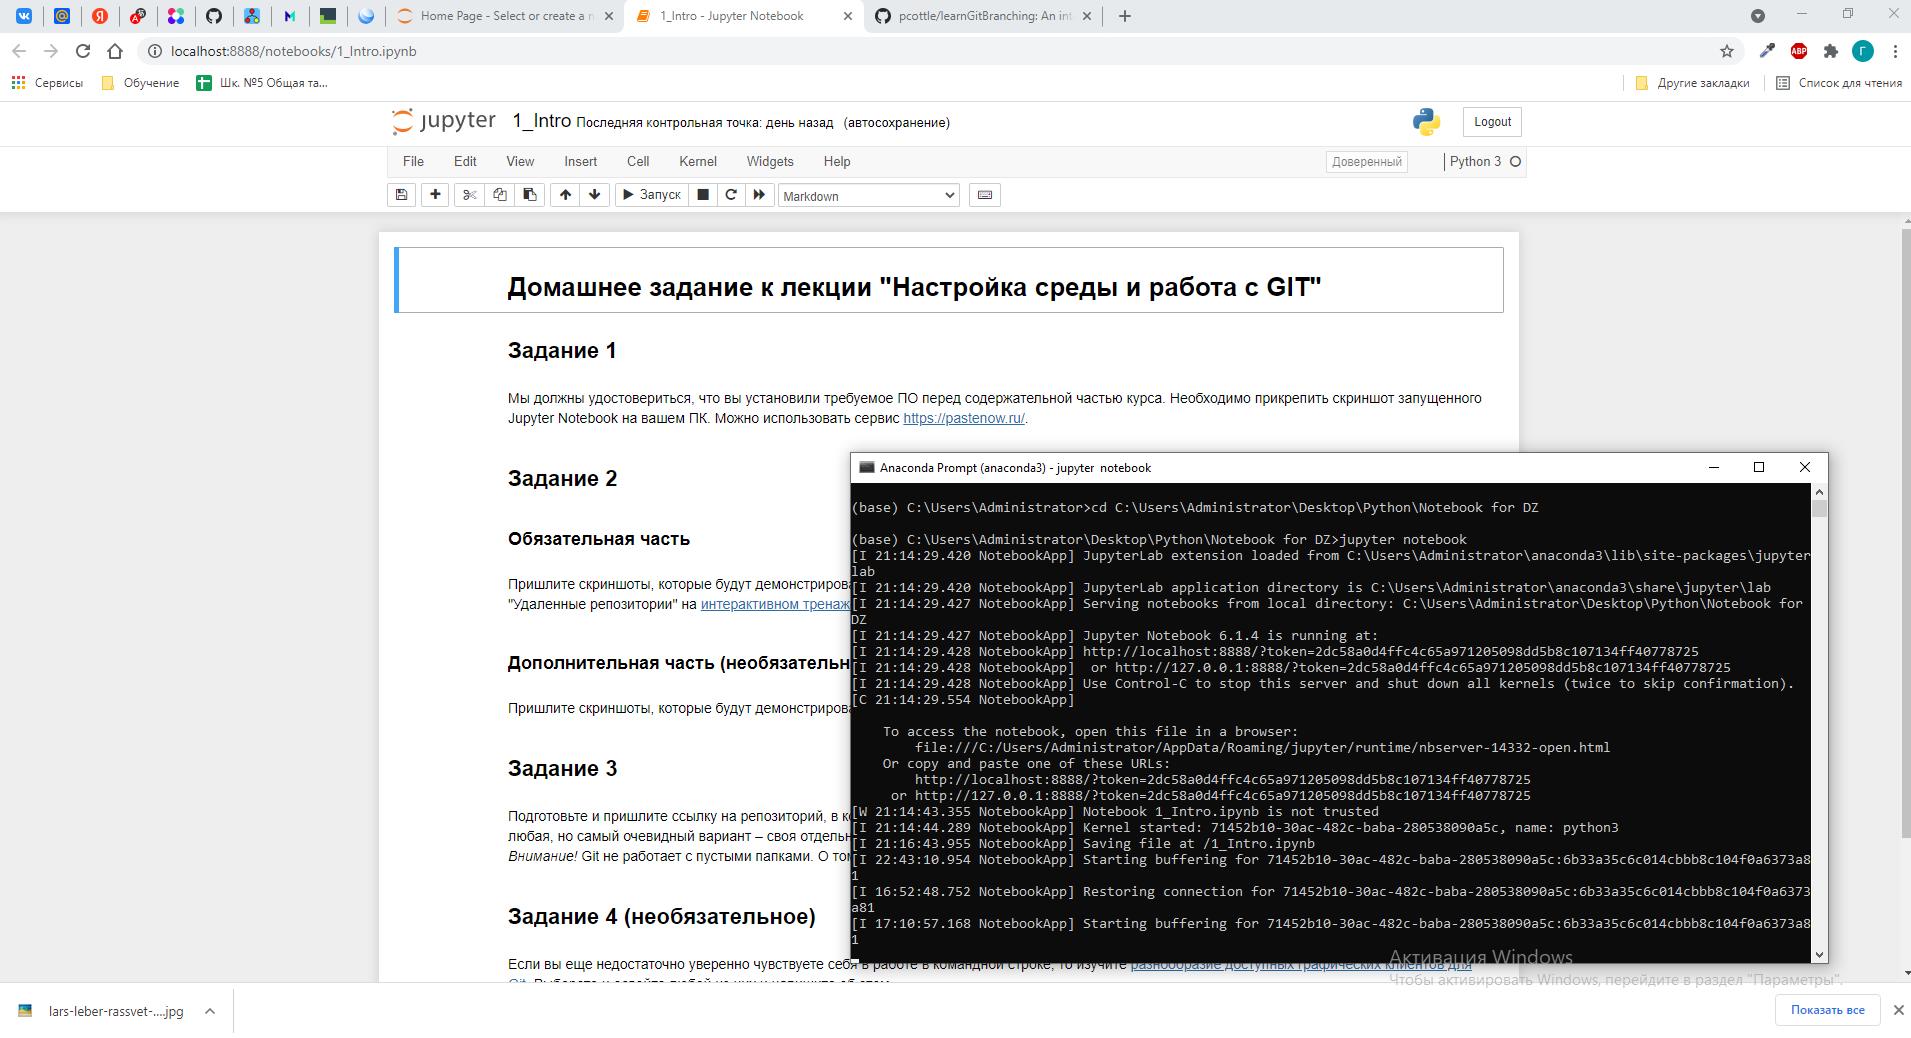 Home Page - Select or create a n
1_Intro - Jupyter Notebook
pcottle/learnGitBranching: An int
localhost:8888/notebooks/1_Intro.ipynb
ABP
Г
Сервисы
Обучение
Шк. №5 Общая та...
Другие закладки
Список для чтения
jupyter
1_Intro Последняя контрольная точка: день назад (автосохранение)
Logout
File Edit View Insert Cell Kernel Widgets Help
Доверенный
Python 3
Запуск
Markdown
Домашнее задание к лекции "Настройка среды и работа с GIT"
Задание 1
Мы должны удостовериться, что вы установили требуемое ПО перед содержательной частью курса. Необходимо прикрепить скриншот запущенного
Jupyter Notebook на вашем ПК. Можно использовать сервис https://pastenow.ru/.
Задание 2
Обязательная часть
Пришлите скриншоты, которые будут демонстрирова
"Удаленные репозитории" на интерактивном тренаж
Дополнительная часть (необязательн
Пришлите скриншоты, которые будут демонстрирова
Задание 3
Подготовьте и пришлите ссылку на репозиторий, в ко
любая, но самый очевидный вариант – своя отдельн
Внимание! Git не работает с пустыми папками. О том
Задание 4 (необязательное)
Если вы еще недостаточно уверенно чувствуете себя в работе в командной строке, то изучите разнообразие доступных графических клиентов для
Anaconda Prompt (anaconda3) - jupyter notebook
(base) C:\Users\Administrator>cd C:\Users\Administrator\Desktop\Python\Notebook for DZ
(base) C:\Users\Administrator\Desktop\Python\Notebook for DZ>jupyter notebook
[I 21:14:29.420 NotebookApp] JupyterLab extension loaded from C:\Users\Administrator\anaconda3\lib\site-packages\jupyter
lab
[I 21:14:29.420 NotebookApp] JupyterLab application directory is C:\Users\Administrator\anaconda3\share\jupyter\lab
[I 21:14:29.427 NotebookApp] Serving notebooks from local directory: C:\Users\Administrator\Desktop\Python\Notebook for
DZ
[I 21:14:29.427 NotebookApp] Jupyter Notebook 6.1.4 is running at:
[I 21:14:29.428 NotebookApp] http://localhost:8888/?token=2dc58a0d4ffc4c65a971205098dd5b8c107134ff40778725
[I 21:14:29.428 NotebookApp]  or http://127.0.0.1:8888/?token=2dc58a0d4ffc4c65a971205098dd5b8c107134ff40778725
[I 21:14:29.428 NotebookApp] Use Control-C to stop this server and shut down all kernels (twice to skip confirmation).
[C 21:14:29.554 NotebookApp]
To access the notebook, open this file in a browser:
file:///C:/Users/Administrator/AppData/Roaming/jupyter/runtime/nbserver-14332-open.html
Or copy and paste one of these URLs:
http://localhost:8888/?token=2dc58a0d4ffc4c65a971205098dd5b8c107134ff40778725
or http://127.0.0.1:8888/?token=2dc58a0d4ffc4c65a971205098dd5b8c107134ff40778725
[W 21:14:43.355 NotebookApp] Notebook 1_Intro.ipynb is not trusted
[I 21:14:44.289 NotebookApp] Kernel started: 71452b10-30ac-482c-baba-280538090a5c, name: python3
[I 21:16:43.955 NotebookApp] Saving file at /1_Intro.ipynb
[I 22:43:10.954 NotebookApp] Starting buffering for 71452b10-30ac-482c-baba-280538090a5c:6b33a35c6c014cbbb8c104f0a6373a8
1
[I 16:52:48.752 NotebookApp] Restoring connection for 71452b10-30ac-482c-baba-280538090a5c:6b33a35c6c014cbbb8c104f0a6373
a81
[I 17:10:57.168 NotebookApp] Starting buffering for 71452b10-30ac-482c-baba-280538090a5c:6b33a35c6c014cbbb8c104f0a6373a8
1
Активация Windows
Чтобы активировать Windows, перейдите в раздел "Параметры".
lars-leber-rassvet-....jpg
Показать все